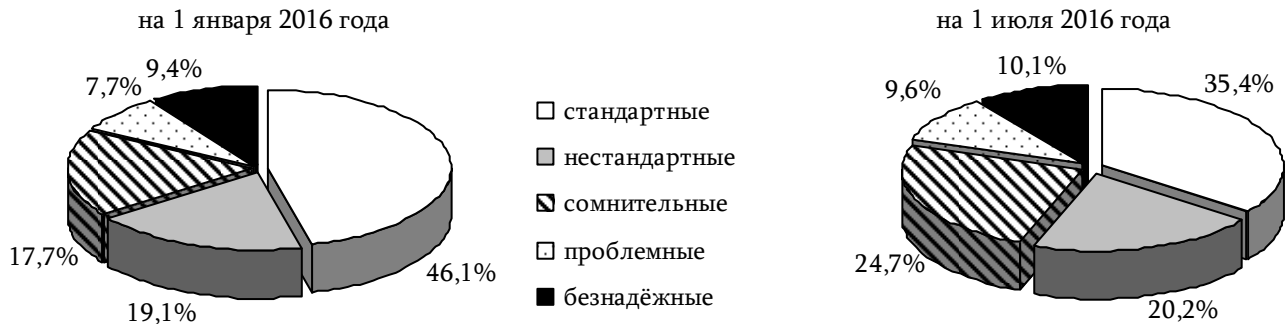 на 1 января 2016 года
9,4%
7,7%
17,7%
19,1%
46,1%
стандартные
нестандартные
сомнительные
проблемные
безнадёжные
на 1 июля 2016 года
10,1%
9,6%
35,4%
24,7%
20,2%